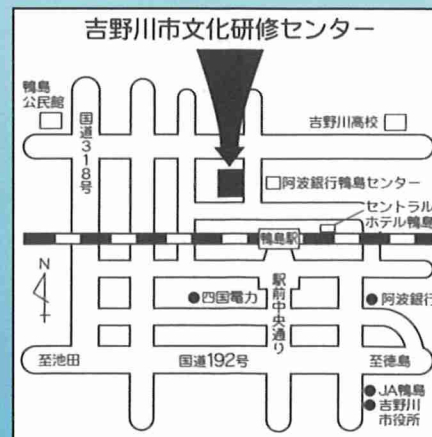 吉野川市文化研修センター
鴨島
公民館
国道318号
吉野川高校
阿波銀行鴨島センター
セントラル
ホテル鴨島
鴨島駅
N
駅前中央通り
四国電力
阿波銀行
至池田
国道192号
至徳島
JA鴨島
吉野川
市役所